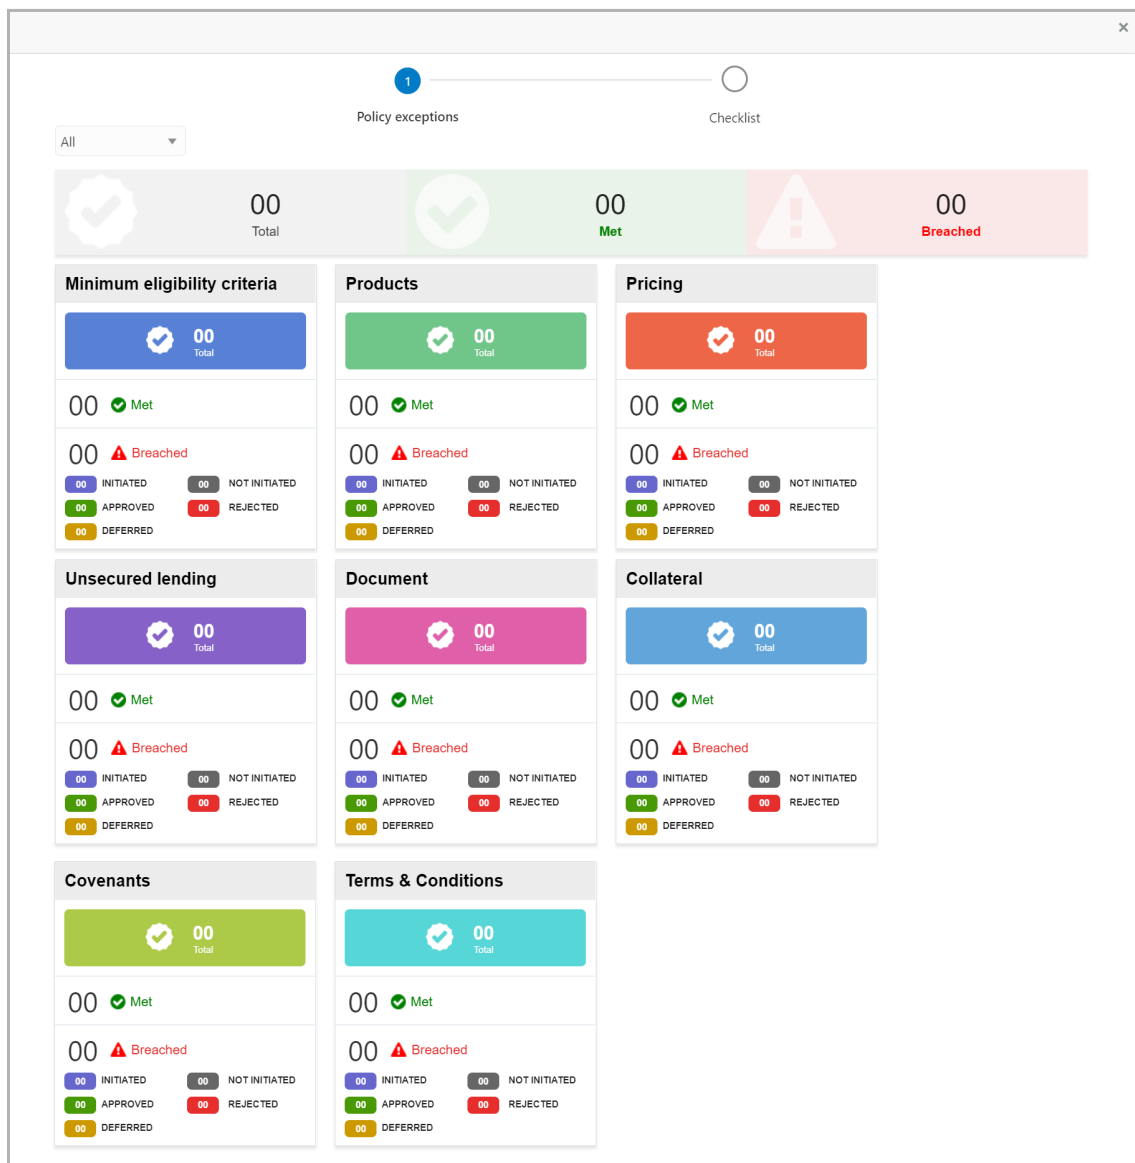 ×
1
Policy exceptions
Checklist
All
00
Total
00
Met
00
Breached
Minimum eligibility criteria
00
Total
00 Met
00 Breached
00 INITIATED 00 NOT INITIATED
00 APPROVED 00 REJECTED
00 DEFERRED
Products
00
Total
00 Met
00 Breached
00 INITIATED 00 NOT INITIATED
00 APPROVED 00 REJECTED
00 DEFERRED
Pricing
00
Total
00 Met
00 Breached
00 INITIATED 00 NOT INITIATED
00 APPROVED 00 REJECTED
00 DEFERRED
Unsecured lending
00
Total
00 Met
00 Breached
00 INITIATED 00 NOT INITIATED
00 APPROVED 00 REJECTED
00 DEFERRED
Document
00
Total
00 Met
00 Breached
00 INITIATED 00 NOT INITIATED
00 APPROVED 00 REJECTED
00 DEFERRED
Collateral
00
Total
00 Met
00 Breached
00 INITIATED 00 NOT INITIATED
00 APPROVED 00 REJECTED
00 DEFERRED
Covenants
00
Total
00 Met
00 Breached
00 INITIATED 00 NOT INITIATED
00 APPROVED 00 REJECTED
00 DEFERRED
Terms & Conditions
00
Total
00 Met
00 Breached
00 INITIATED 00 NOT INITIATED
00 APPROVED 00 REJECTED
00 DEFERRED